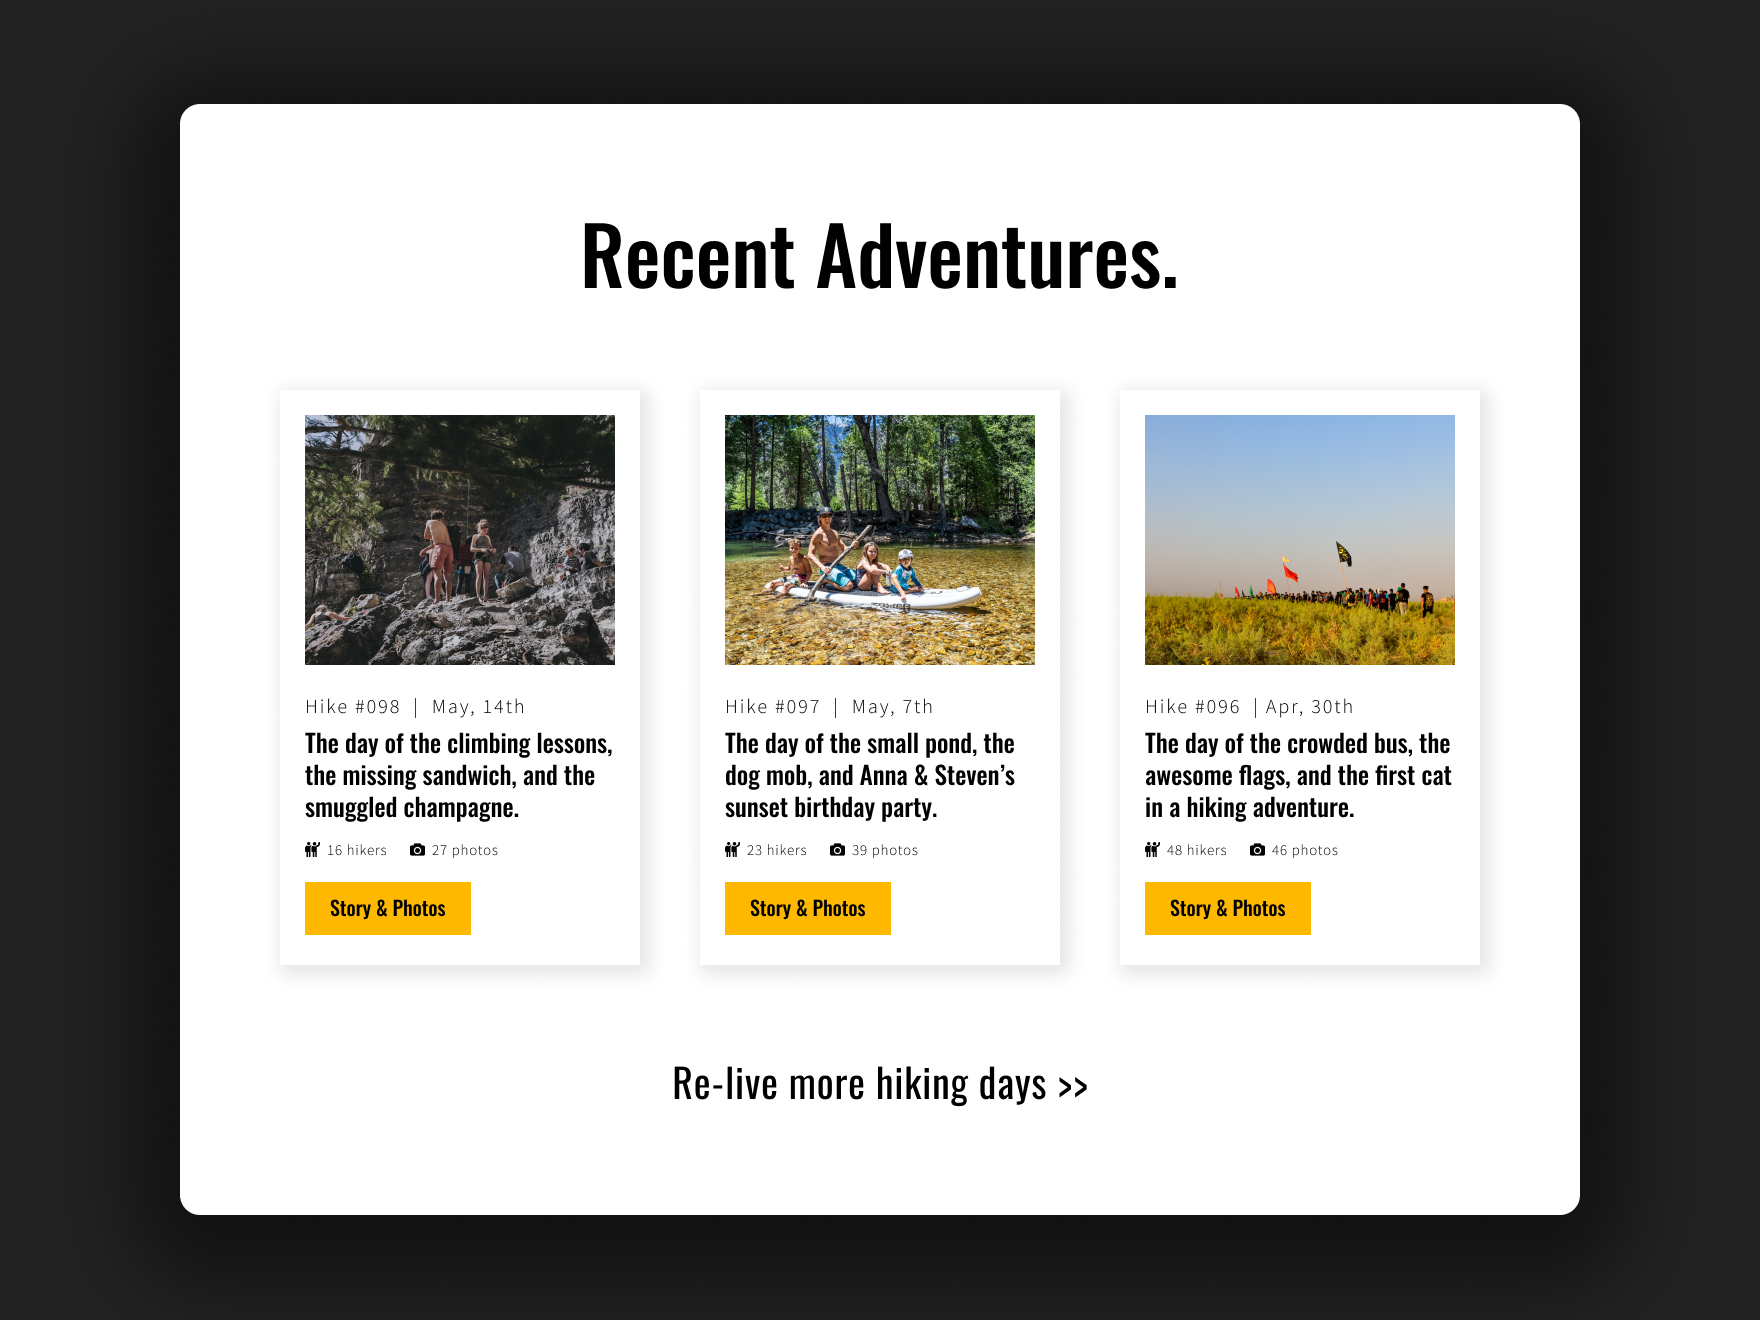 Recent Adventures.
Hike #098 | May, 14th
The day of the climbing lessons,
the missing sandwich, and the
smuggled champagne.
16 hikers 27 photos
Story & Photos
Hike #097 | May, 7th
The day of the small pond, the
dog mob, and Anna & Steven’s
sunset birthday party.
23 hikers 39 photos
Story & Photos
Hike #096 | Apr, 30th
The day of the crowded bus, the
awesome flags, and the first cat
in a hiking adventure.
48 hikers 46 photos
Story & Photos
Re-live more hiking days >>